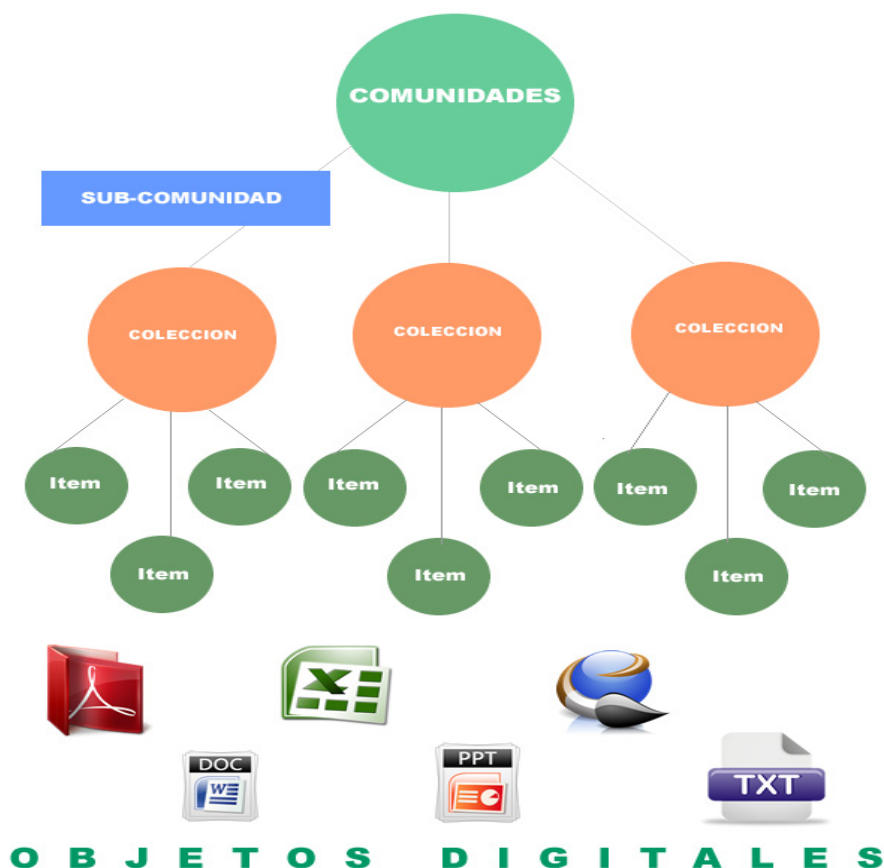 COMUNIDADES
SUB-COMUNIDAD
COLECCION COLECCION COLECCION
Item Item Item Item Item Item
Item Item Item
DOC PPT TXT
W
OBJETOS DIGITALES